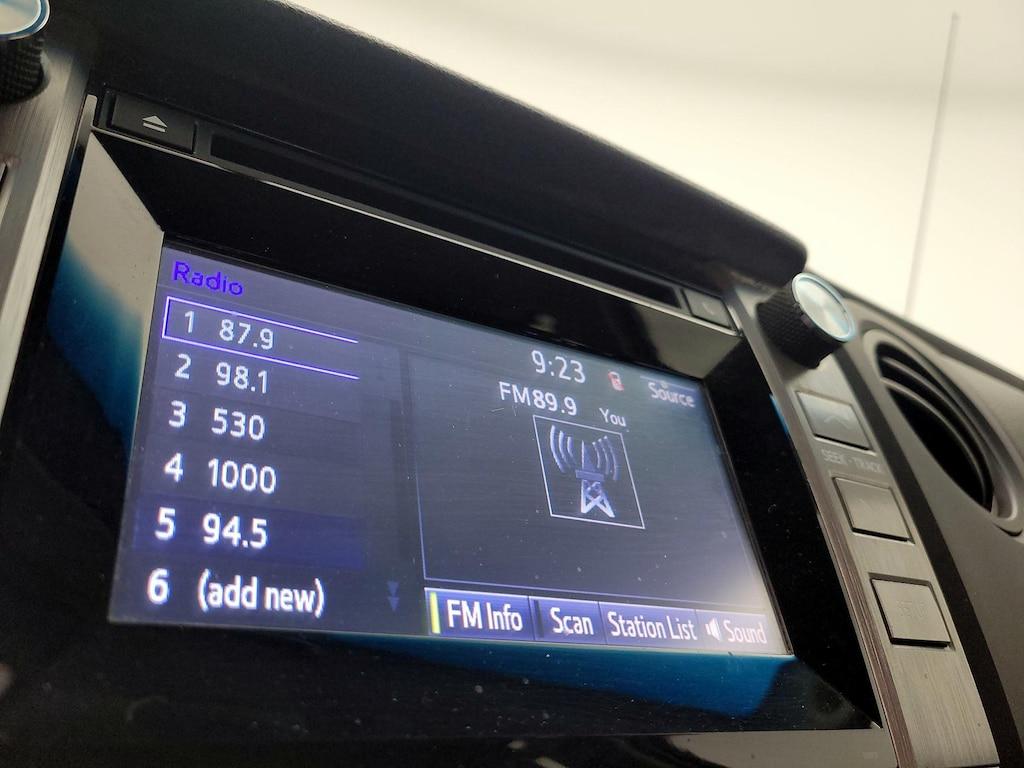 Radio
1 87.9
2 98.1
3 530
4 1000
5 94.5
6 (add new)
9:23
Source
FM89.9 You
FM Info Scan Station List Sound
SEEK · TRACK